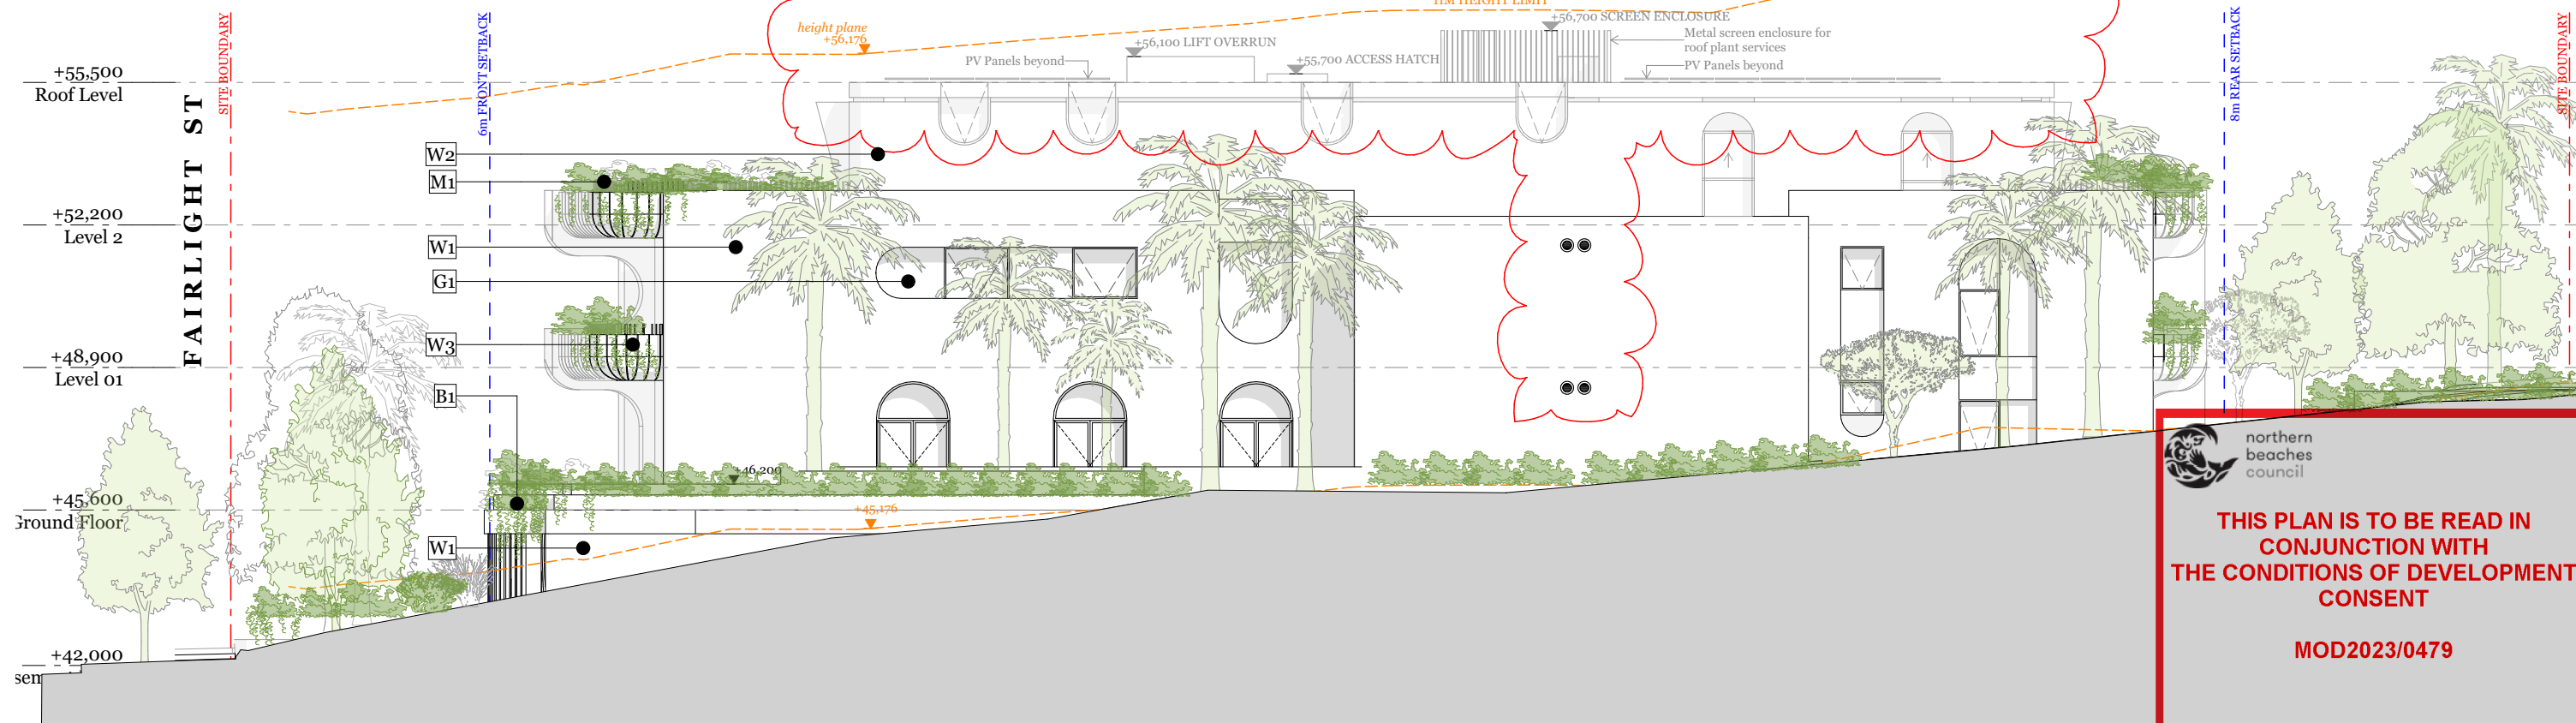 11M HEIGHT LIMIT
+56,700 SCREEN ENCLOSURE
height plane
+56,176
+56,100 LIFT OVERRUN
Metal screen enclosure for
roof plant services
PV Panels beyond
+55,700 ACCESS HATCH
PV Panels beyond
SITE BOUNDARY
6m FRONT SETBACK
8m REAR SETBACK
SITE BOUNDARY
+55,500
Roof Level
FAIRLIGHT ST
W2
M1
+52,200
Level 2
W1
G1
W3
+48,900
Level 01
B1
+46,200
+45,600
Ground Floor
+45,176
W1
+42,000
northern
beaches
council
THIS PLAN IS TO BE READ IN
CONJUNCTION WITH
THE CONDITIONS OF DEVELOPMENT
CONSENT
MOD2023/0479